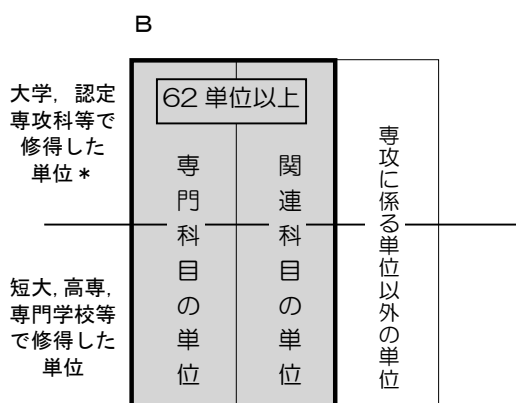 B
62 単位以上
大学，認定
専攻科等で
修得した
単位＊
専門科目の単位
関連科目の単位
専攻に係る単位以外の単位
短大，高専，
専門学校等
で修得した
単位